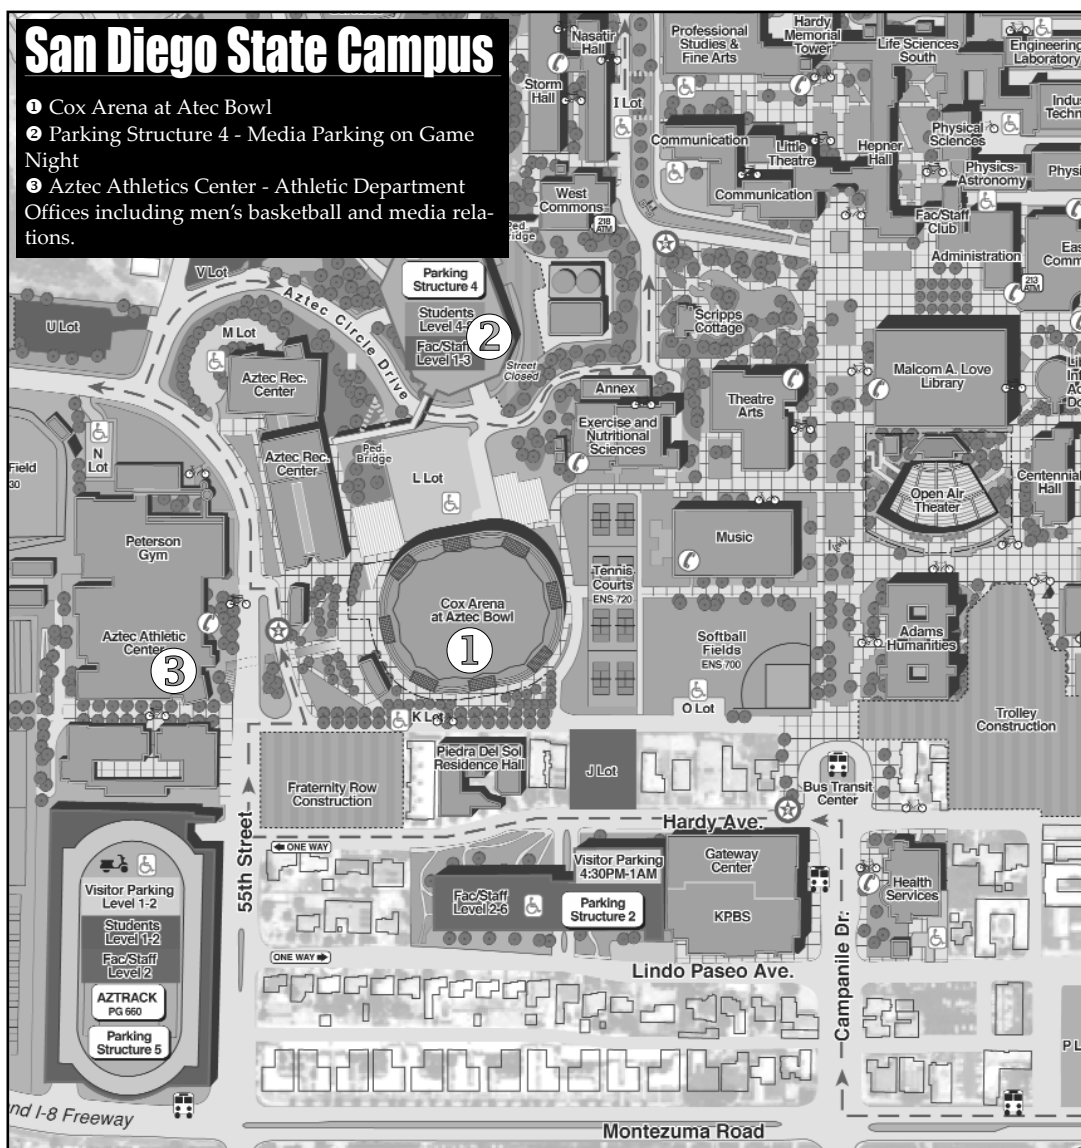 San Diego State Campus
❶ Cox Arena at Atec Bowl
❷ Parking Structure 4 - Media Parking on Game
Night
❸ Aztec Athletics Center - Athletic Department
Offices including men's basketball and media rela-
tions.
Nasatir
Hall
Storm
Hall
I Lot
Professional
Studies &
Fine Arts
Hardy
Memorial
Tower
Life Sciences
South
Engineering
Laboratory
Communication
Little
Theatre
Communication
Hepner
Hall
Physical
Sciences
Physics-
Astronomy
Fac/Staff
Club
Administration
West
Commons
218
ATM
213
ATM
V Lot
U Lot
M Lot
Aztec Circle Drive
Parking
Structure 4
Students
Fac/Staff
Level 1-3
2
Street
Closed
Scripps
Cottage
Malcom A. Love
Library
Aztec Rec.
Center
Annex
Exercise and
Nutritional
Sciences
Theatre
Arts
N
Lot
Field
Aztec Rec.
Center
Ped.
Bridge
L Lot
Open Air
Theater
Centennial
Hall
Peterson
Gym
Music
Tennis
Courts
ENS 720
Cox Arena
at Aztec Bowl
1
Aztec Athletic
Center
3
Softball
Fields
ENS 700
Adams
Humanities
K Lot
O Lot
Trolley
Construction
Fraternity Row
Construction
Piedra Del Sol
Residence Hall
J Lot
Bus Transit
Center
55th Street
Hardy Ave.
ONE WAY
Visitor Parking
4:30PM-1AM
Gateway
Center
Fac/Staff
Level 2-6
Parking
Structure 2
KPBS
Health
Services
Visitor Parking
Level 1-2
Students
Level 1-2
Fac/Staff
Level 2
AZTRACK
PG 660
Parking
Structure 5
ONE WAY
Lindo Paseo Ave.
Campanile Dr.
nd I-8 Freeway
Montezuma Road